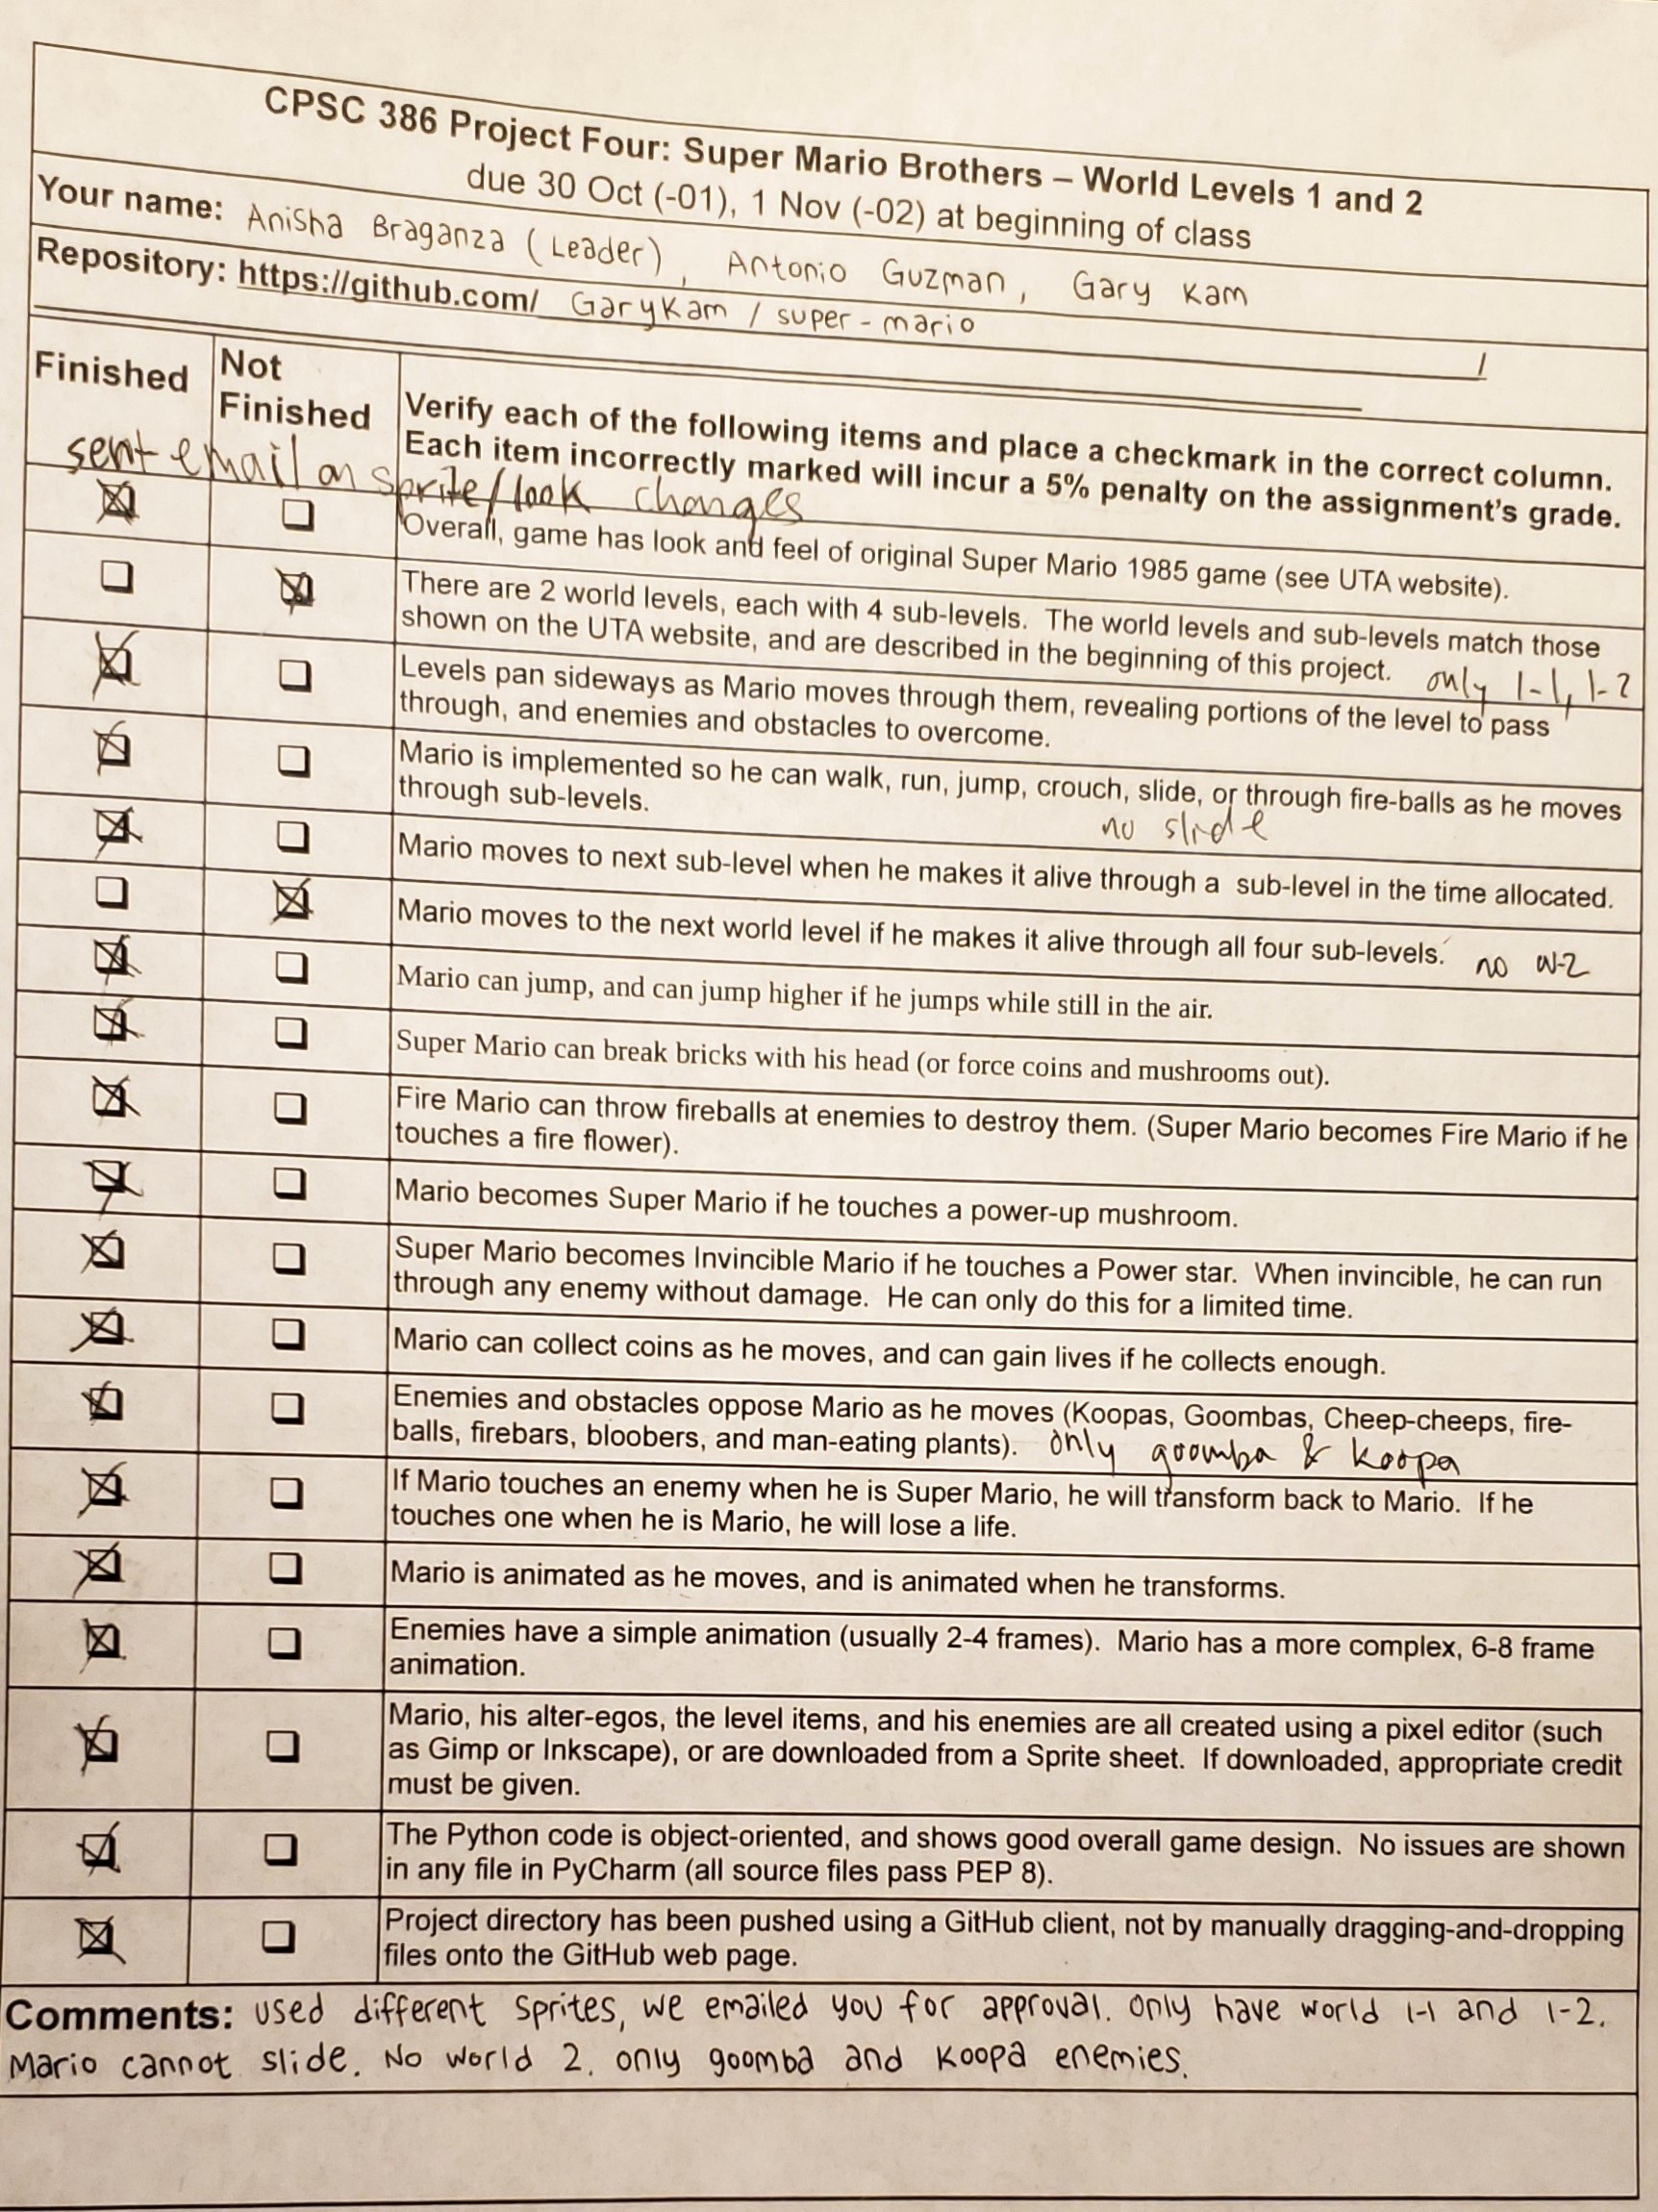 CPSC 386 Project Four: Super Mario Brothers – World Levels 1 and 2
due 30 Oct (-01), 1 Nov (-02) at beginning of class
Your name: Anisha Braganza (Leader), Antonio Guzman, Gary Kam
Repository: https://github.com/ GaryKam / super-mario
/
Finished
Not
Finished
Verify each of the following items and place a checkmark in the correct column.
Each item incorrectly marked will incur a 5% penalty on the assignment's grade.
sent email on sprite/look changes
Overall, game has look and feel of original Super Mario 1985 game (see UTA website).
There are 2 world levels, each with 4 sub-levels. The world levels and sub-levels match those
shown on the UTA website, and are described in the beginning of this project. only 1-1, 1-2
Levels pan sideways as Mario moves through them, revealing portions of the level to pass
through, and enemies and obstacles to overcome.
Mario is implemented so he can walk, run, jump, crouch, slide, or through fire-balls as he moves
through sub-levels. no slide
Mario moves to next sub-level when he makes it alive through a sub-level in the time allocated.
Mario moves to the next world level if he makes it alive through all four sub-levels. no W-2
Mario can jump, and can jump higher if he jumps while still in the air.
Super Mario can break bricks with his head (or force coins and mushrooms out).
Fire Mario can throw fireballs at enemies to destroy them. (Super Mario becomes Fire Mario if he
touches a fire flower).
Mario becomes Super Mario if he touches a power-up mushroom.
Super Mario becomes Invincible Mario if he touches a Power star. When invincible, he can run
through any enemy without damage. He can only do this for a limited time.
Mario can collect coins as he moves, and can gain lives if he collects enough.
Enemies and obstacles oppose Mario as he moves (Koopas, Goombas, Cheep-cheeps, fire-
balls, firebars, bloobers, and man-eating plants). only goomba & koopa
If Mario touches an enemy when he is Super Mario, he will transform back to Mario. If he
touches one when he is Mario, he will lose a life.
Mario is animated as he moves, and is animated when he transforms.
Enemies have a simple animation (usually 2-4 frames). Mario has a more complex, 6-8 frame
animation.
Mario, his alter-egos, the level items, and his enemies are all created using a pixel editor (such
as Gimp or Inkscape), or are downloaded from a Sprite sheet. If downloaded, appropriate credit
must be given.
The Python code is object-oriented, and shows good overall game design. No issues are shown
in any file in PyCharm (all source files pass PEP 8).
Project directory has been pushed using a GitHub client, not by manually dragging-and-dropping
files onto the GitHub web page.
Comments: used different sprites, we emailed you for approval. Only have world 1-1 and 1-2.
Mario cannot slide. No World 2. only goomba and Koopa enemies.